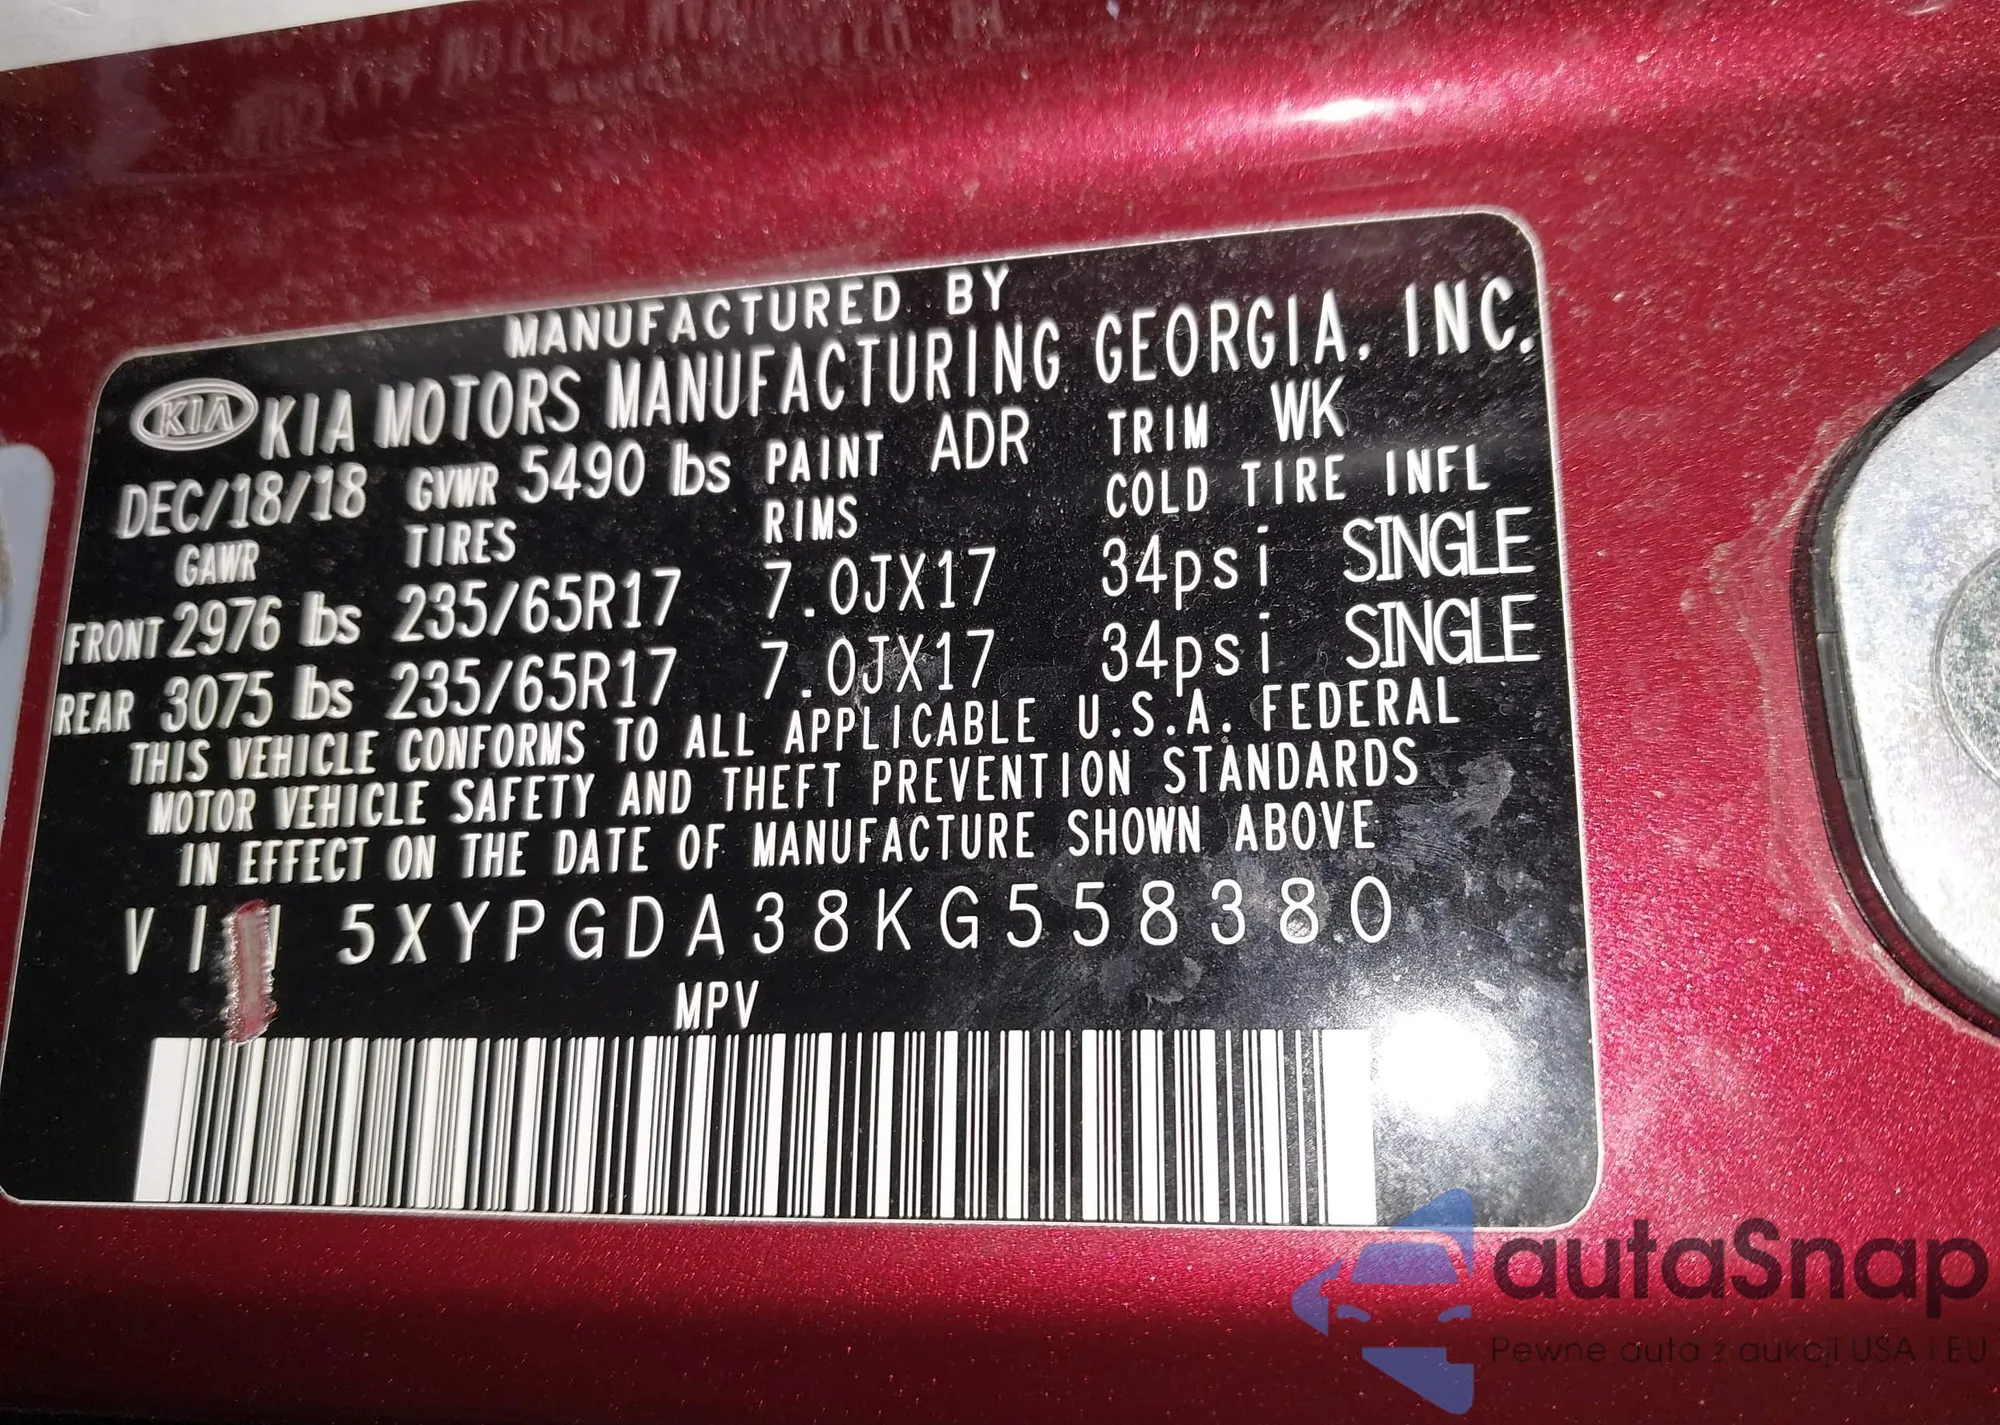 MANUFACTURED BY
KIA KIA MOTORS MANUFACTURING GEORGIA, INC.
DEC/18/18 GVWR 5490 lbs PAINT ADR TRIM WK
GAWR TIRES RIMS COLD TIRE INFL
FRONT 2976 lbs 235/65R17 7.0JX17 34psi SINGLE
REAR 3075 lbs 235/65R17 7.0JX17 34psi SINGLE
THIS VEHICLE CONFORMS TO ALL APPLICABLE U.S.A. FEDERAL
MOTOR VEHICLE SAFETY AND THEFT PREVENTION STANDARDS
IN EFFECT ON THE DATE OF MANUFACTURE SHOWN ABOVE
5XYPGDA38KG558380
MPV
autaSnap
Pewne auta z aukcji USA i EU